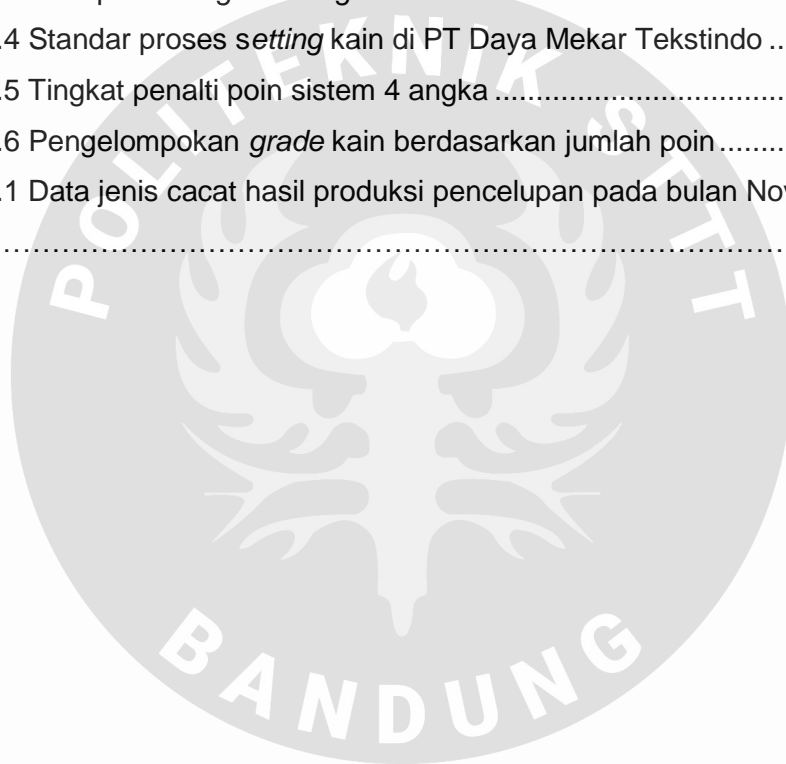 .4 Standar proses setting kain di PT Daya Mekar Tekstindo ..
.5 Tingkat penalti poin sistem 4 angka ....................................
.6 Pengelompokan grade kain berdasarkan jumlah poin ........
.1 Data jenis cacat hasil produksi pencelupan pada bulan Nov
....................................................................................................
POLITEKNIK STTT
BANDUNG